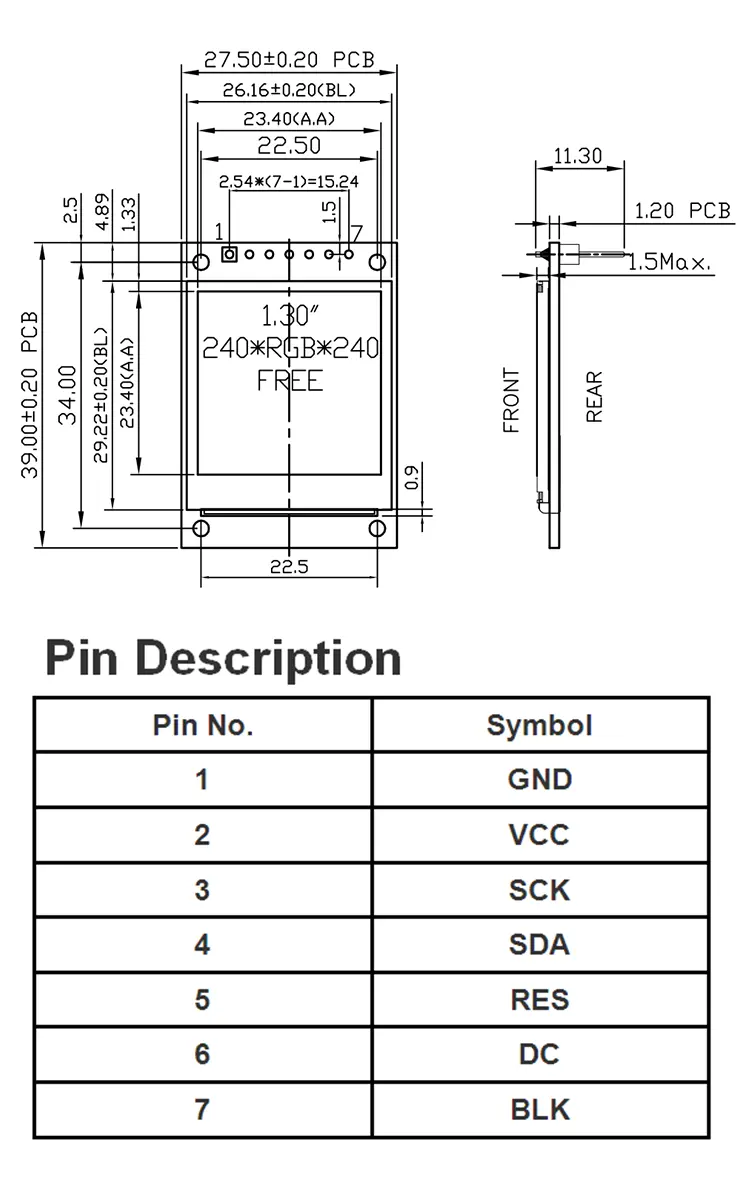 27.50±0.20 PCB
26.16±0.20(BL)
23.40(A.A)
22.50
2.54*(7-1)=15.24
2.5
4.89
1.33
1.5
1
7
11.30
1.20 PCB
1.5Max.
1.30″
240*RGB*240
FREE
39.00±0.20 PCB
34.00
29.22±0.20(BL)
23.40(A.A)
0.9
22.5
FRONT
REAR
Pin Description
Pin No. Symbol
1 GND
2 VCC
3 SCK
4 SDA
5 RES
6 DC
7 BLK